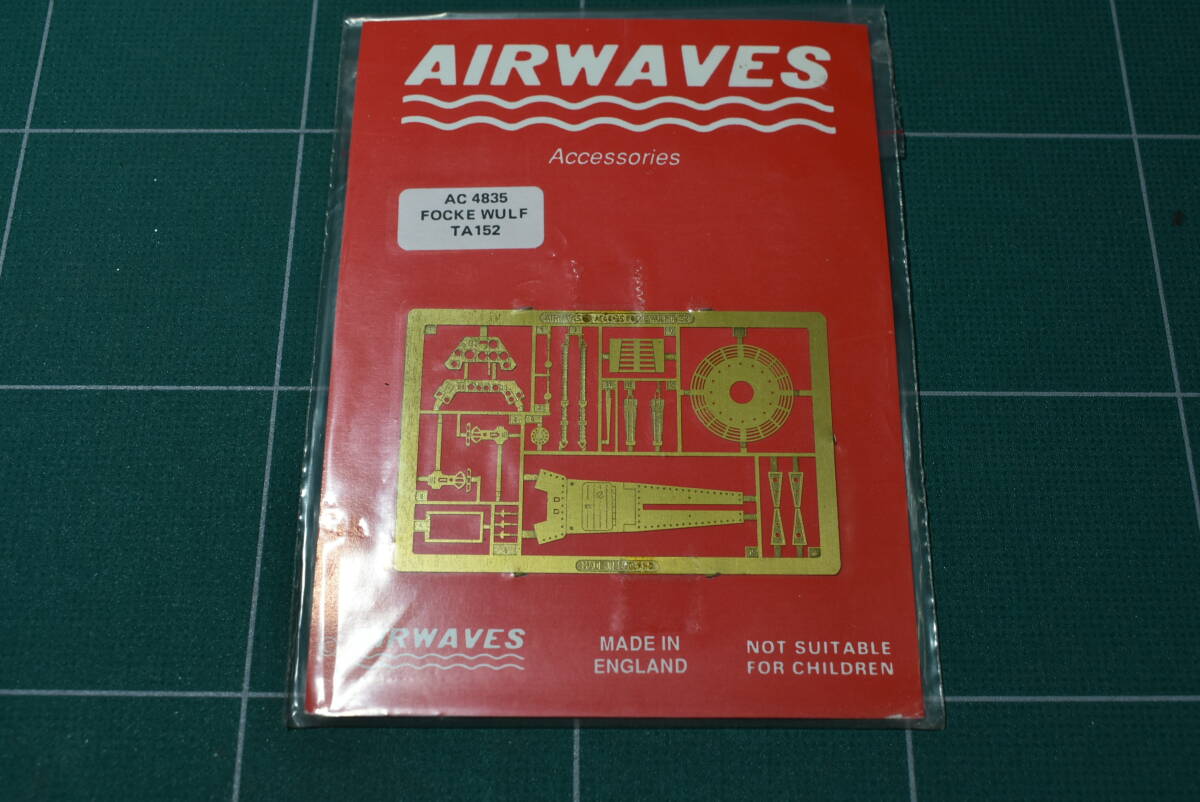 AIRWAVES
Accessories
AC 4835
FOCKE WULF
TA152
AIRWAVES
MADE IN
ENGLAND
NOT SUITABLE
FOR CHILDREN